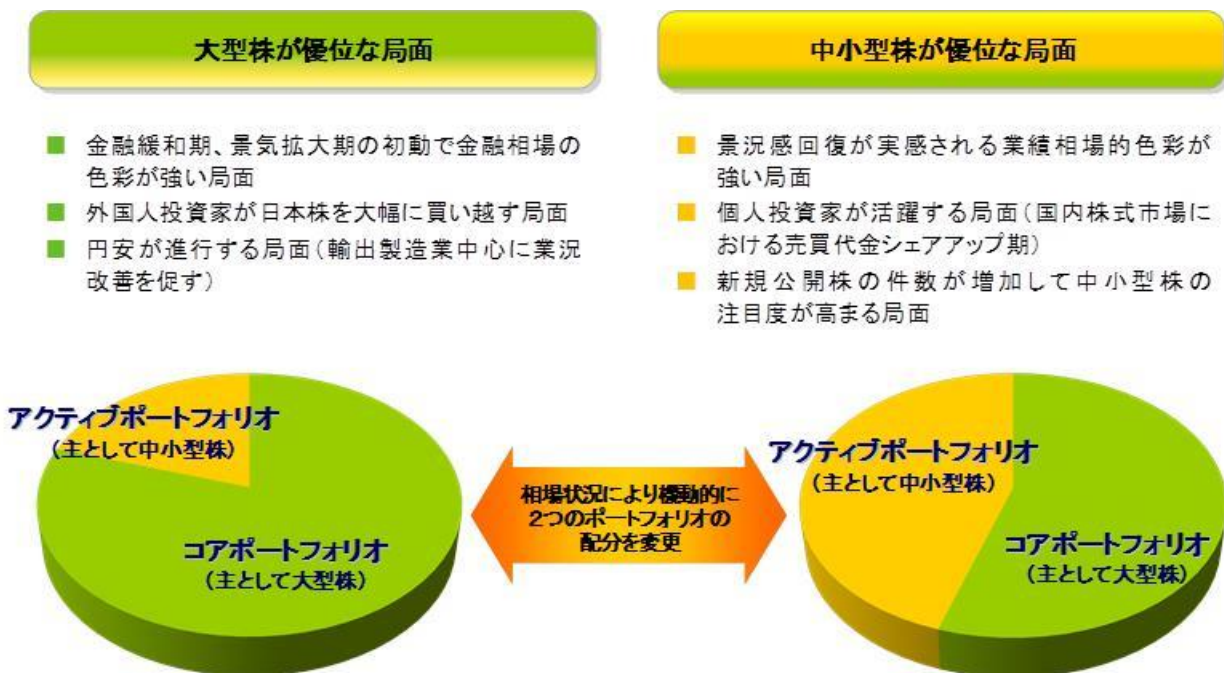 大型株が優位な局面
■ 金融緩和期、景気拡大期の初動で金融相場の
色彩が強い局面
■ 外国人投資家が日本株を大幅に買い越す局面
■ 円安が進行する局面(輸出製造業中心に業況
改善を促す)
中小型株が優位な局面
■ 景況感回復が実感される業績相場的色彩が
強い局面
■ 個人投資家が活躍する局面(国内株式市場に
おける売買代金シェアアップ期)
■ 新規公開株の件数が増加して中小型株の
注目度が高まる局面
アクティブポートフォリオ
(主として中小型株)
コアポートフォリオ
(主として大型株)
相場状況により機動的に
2つのポートフォリオの
配分を変更
アクティブポートフォリオ
(主として中小型株)
コアポートフォリオ
(主として大型株)